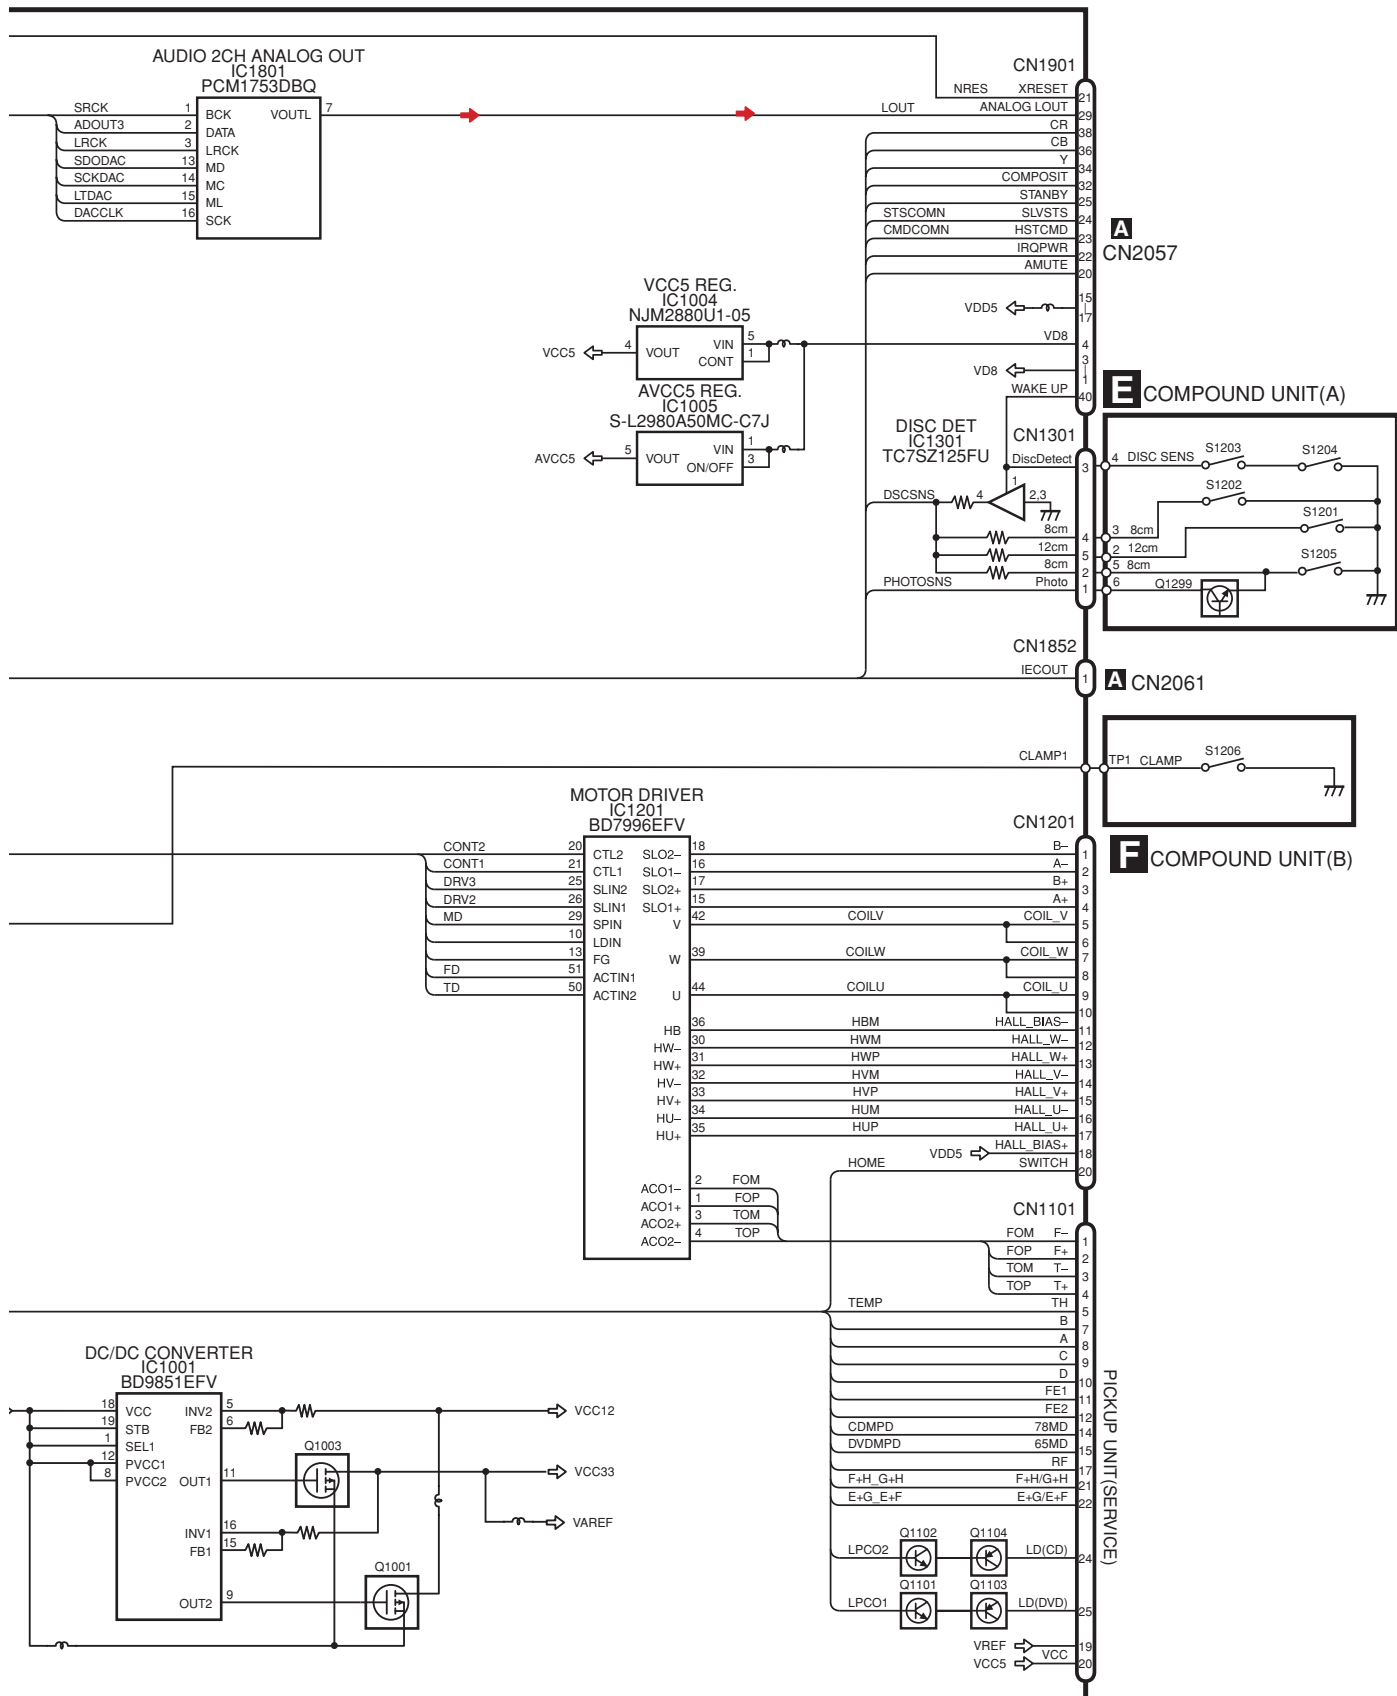 AUDIO 2CH ANALOG OUT
IC1801
PCM1753DBQ
SRCK 1 BCK VOUTL 7
ADOUT3 2 DATA
LRCK 3 LRCK
SDODAC 13 MD
SCKDAC 14 MC
LTDAC 15 ML
DACCLK 16 SCK
CN1901
NRES XRESET 21
LOUT ANALOG LOUT 29
CR 38
CB 36
Y 34
COMPOSIT 32
STANBY 25
STSCOMN SLVSTS 24
CMDCOMN HSTCMD 23
IRQPWR 22
AMUTE 20
A
CN2057
15
VDD5
17
VD8 4
3
VD8
1
WAKE UP 40
VCC5 REG.
IC1004
NJM2880U1-05
VCC5 4 VOUT VIN 5
CONT 1
AVCC5 REG.
IC1005
S-L2980A50MC-C7J
AVCC5 5 VOUT VIN 1
ON/OFF 3
DISC DET
IC1301
TC7SZ125FU
CN1301
DiscDetect 3
1
DSCSNS 4 2,3
8cm 4
12cm 5
8cm 2
PHOTOSNS Photo 1
E COMPOUND UNIT(A)
4 DISC SENS S1203 S1204
S1202
S1201
3 8cm
2 12cm
S1205
5 8cm
6 Q1299
CN1852
IECOUT 1
A CN2061
CLAMP1 TP1 CLAMP S1206
F COMPOUND UNIT(B)
MOTOR DRIVER
IC1201
BD7996EFV
CN1201
CONT2 20 CTL2 SLO2– 18 B– 1
CONT1 21 CTL1 SLO1– 16 A– 2
DRV3 25 SLIN2 SLO2+ 17 B+ 3
DRV2 26 SLIN1 SLO1+ 15 A+ 4
MD 29 SPIN V 42 COILV COIL_V 5
10 LDIN 6
13 FG W 39 COILW COIL_W 7
FD 51 ACTIN1 8
TD 50 ACTIN2 U 44 COILU COIL_U 9
10
HB 36 HBM HALL_BIAS– 11
HW– 30 HWM HALL_W– 12
HW+ 31 HWP HALL_W+ 13
HV– 32 HVM HALL_V– 14
HV+ 33 HVP HALL_V+ 15
HU– 34 HUM HALL_U– 16
HU+ 35 HUP HALL_U+ 17
VDD5 HALL_BIAS+ 18
HOME SWITCH 20
ACO1– 2 FOM
ACO1+ 1 FOP
ACO2+ 3 TOM
ACO2– 4 TOP
CN1101
FOM F– 1
FOP F+ 2
TOM T– 3
TOP T+ 4
TEMP TH 5
B 7
A 8
C 9
D 10
FE1 11
FE2 12
CDMPD 78MD 14
DVDMPD 65MD 15
RF 17
F+H_G+H F+H/G+H 21
E+G_E+F E+G/E+F 22
Q1102 Q1104
LPCO2 LD(CD) 24
Q1101 Q1103
LPCO1 LD(DVD) 25
VREF 19
VCC5 VCC 20
PICKUP UNIT(SERVICE)
DC/DC CONVERTER
IC1001
BD9851EFV
18 VCC INV2 5 VCC12
19 STB FB2 6
1 SEL1
12 PVCC1
8 PVCC2 OUT1 11 Q1003 VCC33
VAREF
INV1 16
FB1 15
Q1001
OUT2 9